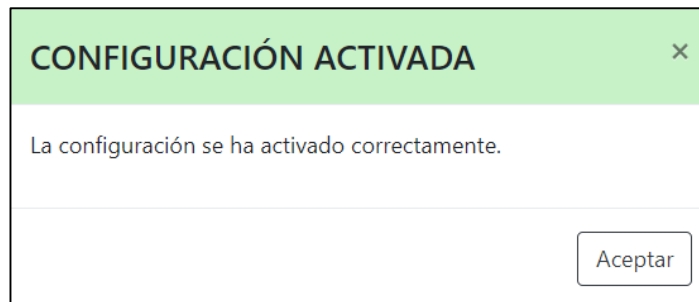 CONFIGURACIÓN ACTIVADA ×
La configuración se ha activado correctamente.
Aceptar